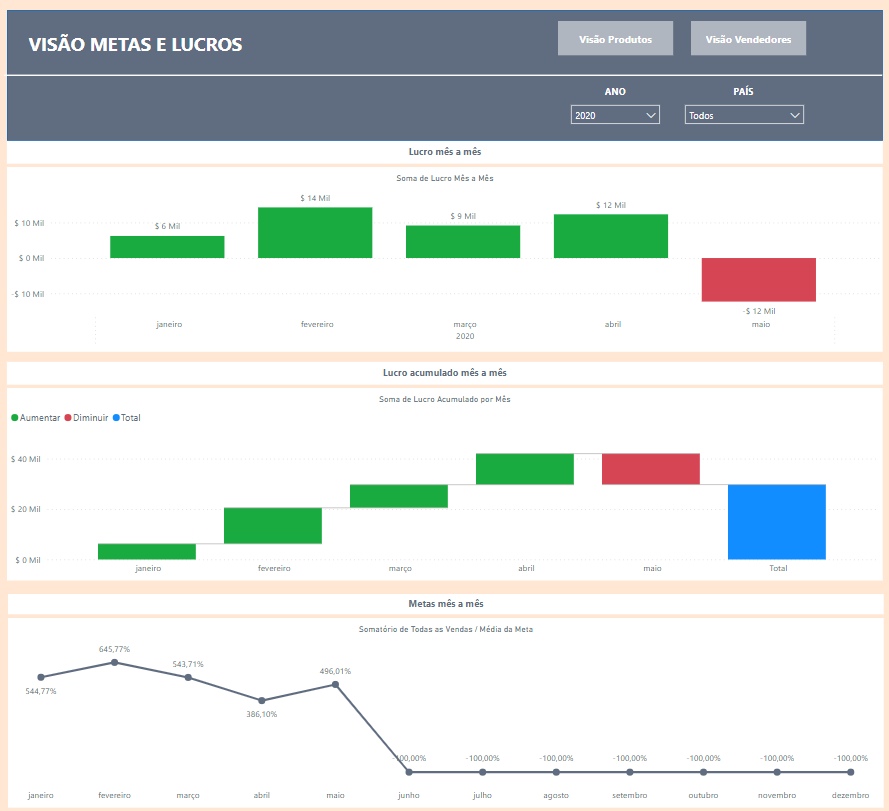 VISÃO METAS E LUCROS
Visão Produtos
Visão Vendedores
ANO
PAÍS
2020
Todos
Lucro mês a mês
Soma de Lucro Mês a Mês
$ 10 Mil
$ 0 Mil
-$ 10 Mil
$ 6 Mil
$ 14 Mil
$ 9 Mil
$ 12 Mil
-$ 12 Mil
janeiro
fevereiro
março
abril
maio
2020
Lucro acumulado mês a mês
Soma de Lucro Acumulado por Mês
Aumentar
Diminuir
Total
$ 40 Mil
$ 20 Mil
$ 0 Mil
janeiro
fevereiro
março
abril
maio
Total
Metas mês a mês
Somatório de Todas as Vendas / Média da Meta
544,77%
645,77%
543,71%
386,10%
496,01%
-100,00%
-100,00%
-100,00%
-100,00%
-100,00%
-100,00%
-100,00%
janeiro
fevereiro
março
abril
maio
junho
julho
agosto
setembro
outubro
novembro
dezembro